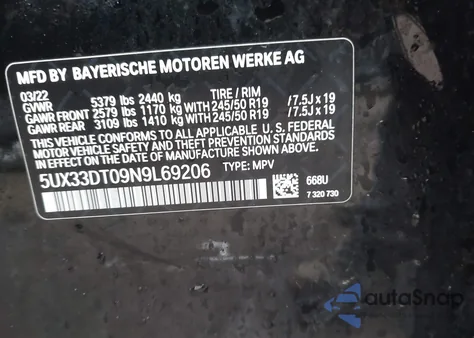 MFD BY BAYERISCHE MOTOREN WERKE AG
03/22 TIRE / RIM
GVWR 5379 lbs 2440 kg
GAWR FRONT 2579 lbs 1170 kg WITH 245/50 R19 / 7.5J x 19
GAWR REAR 3109 lbs 1410 kg WITH 245/50 R19 / 7.5J x 19
THIS VEHICLE CONFORMS TO ALL APPLICABLE U.S. FEDERAL
MOTOR VEHICLE SAFETY AND THEFT PREVENTION STANDARDS IN
EFFECT ON THE DATE OF MANUFACTURE SHOWN ABOVE.
5UX33DT09N9L69206 TYPE: MPV
668U
7 320 730
autoSnap